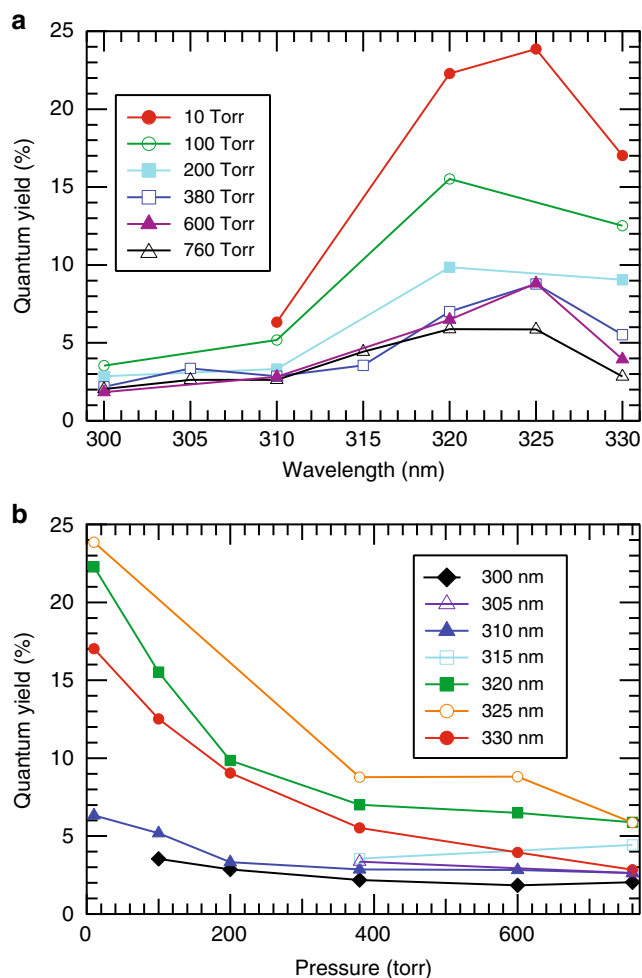 a
25
20
15
10
5
0
Quantum yield (%)
10 Torr
100 Torr
200 Torr
380 Torr
600 Torr
760 Torr
300 305 310 315 320 325 330
Wavelength (nm)
b
25
20
15
10
5
0
Quantum yield (%)
300 nm
305 nm
310 nm
315 nm
320 nm
325 nm
330 nm
0 200 400 600
Pressure (torr)